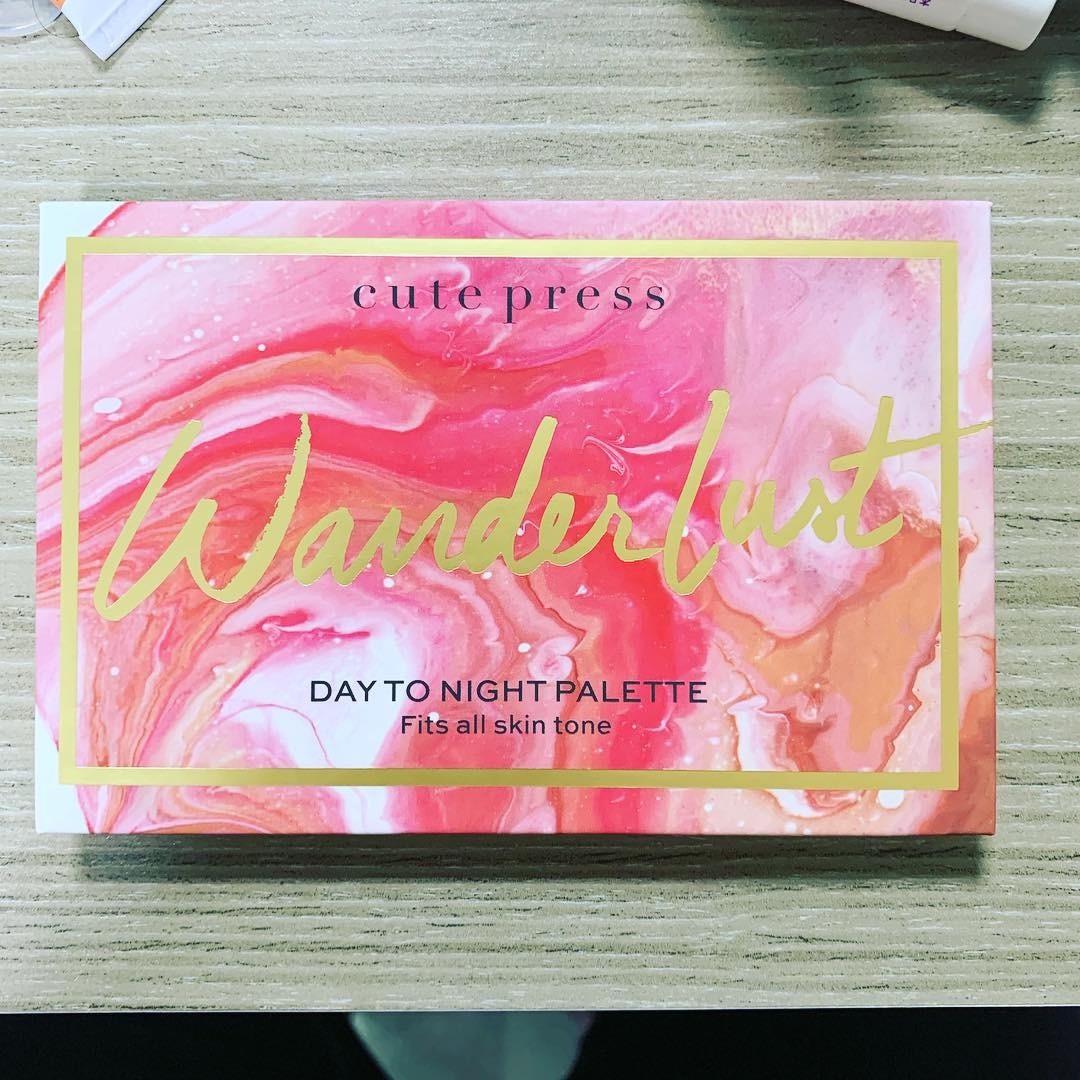 cute press
WanderLust
DAY TO NIGHT PALETTE
Fits all skin tone